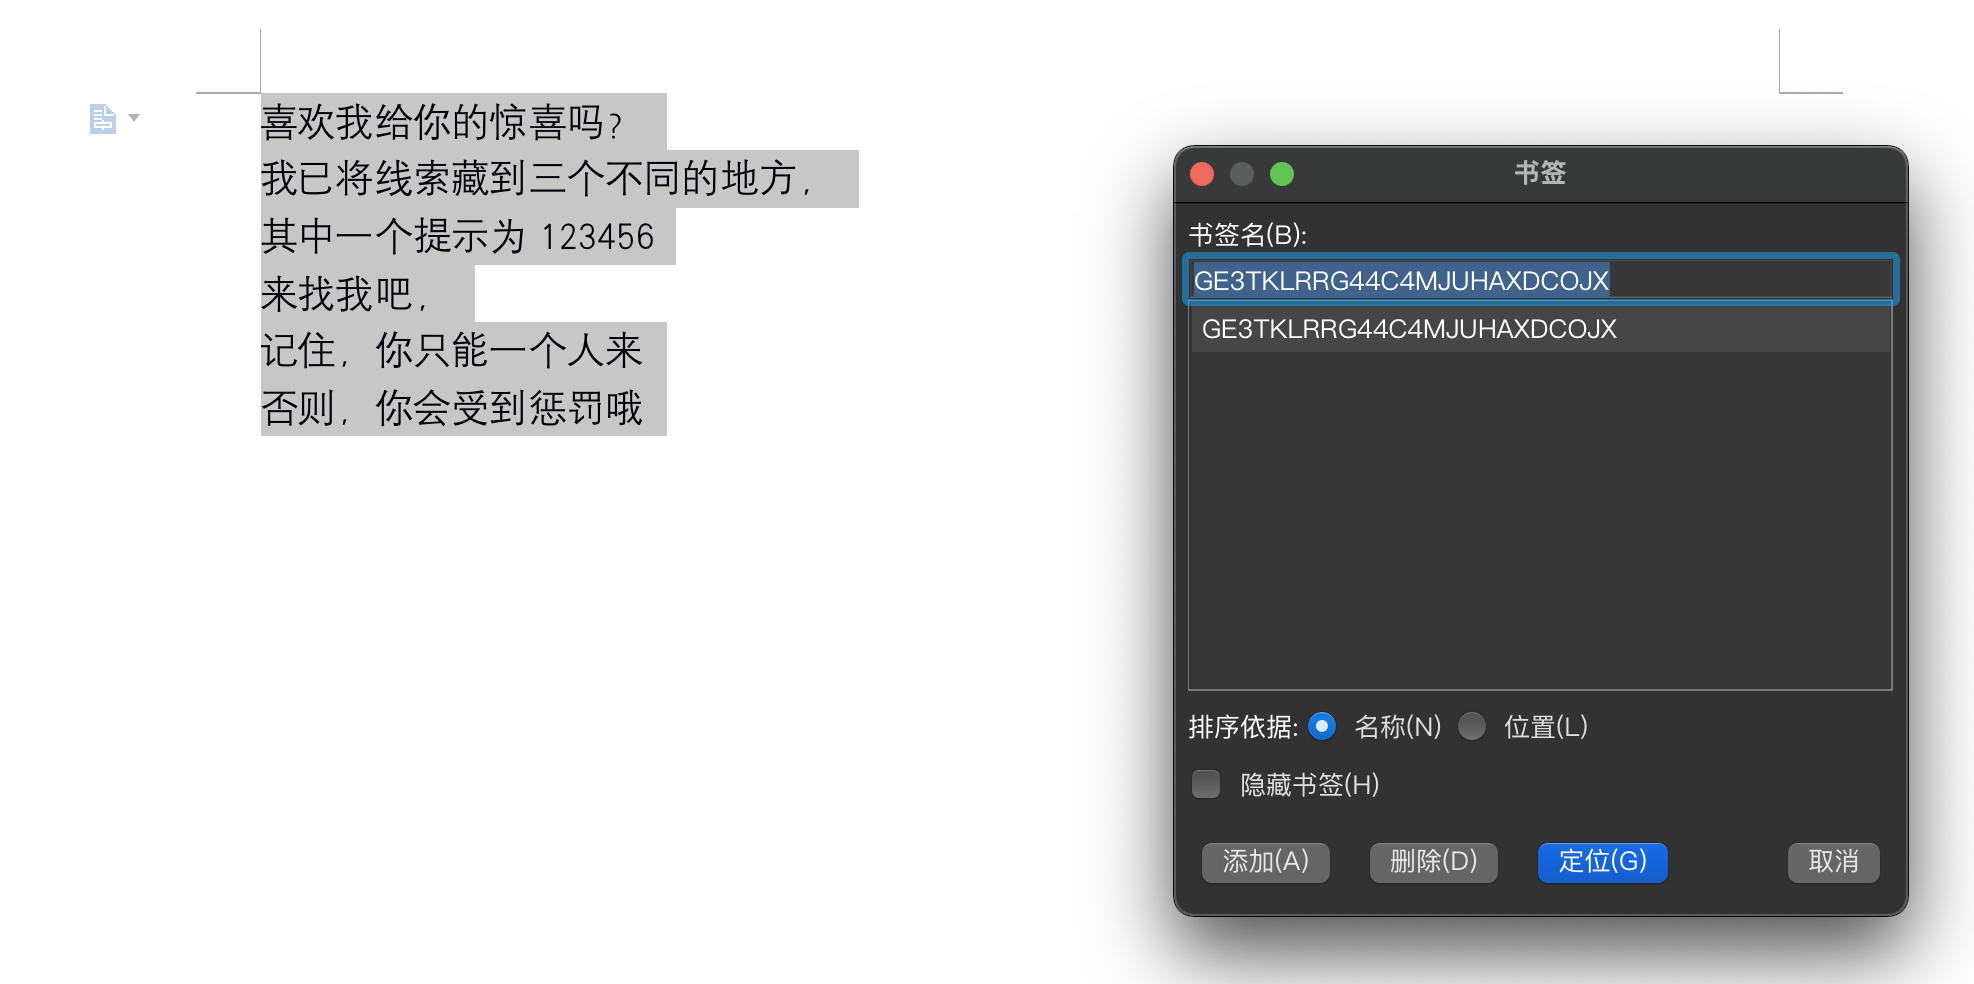 喜欢我给你的惊喜吗？
我已将线索藏到三个不同的地方，
其中一个提示为 123456
来找我吧，
记住，你只能一个人来
否则，你会受到惩罚哦
书签
书签名(B):
GE3TKLRRG44C4MJUHAXDCOJX
GE3TKLRRG44C4MJUHAXDCOJX
排序依据: 名称(N) 位置(L)
隐藏书签(H)
添加(A) 删除(D) 定位(G) 取消